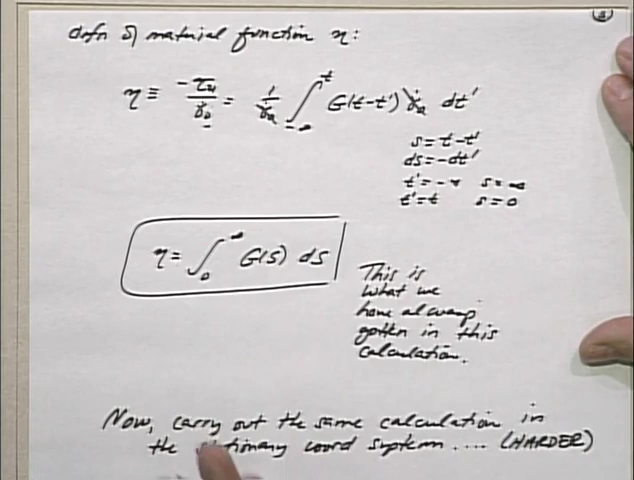 defn of material function η:
η ≡ -τ₂₁ / γ̇₀ = 1/γ̇₀ ∫_{-∞}^{t} G(t-t') γ̇₀ dt'
s = t-t'
ds = -dt'
t' = -∞ s = ∞
t' = t s = 0
η = ∫₀^∞ G(s) ds
This is
what we
have always
gotten in this
calculation.
Now, carry out the same calculation in
the stationary coord system .... (HARDER)